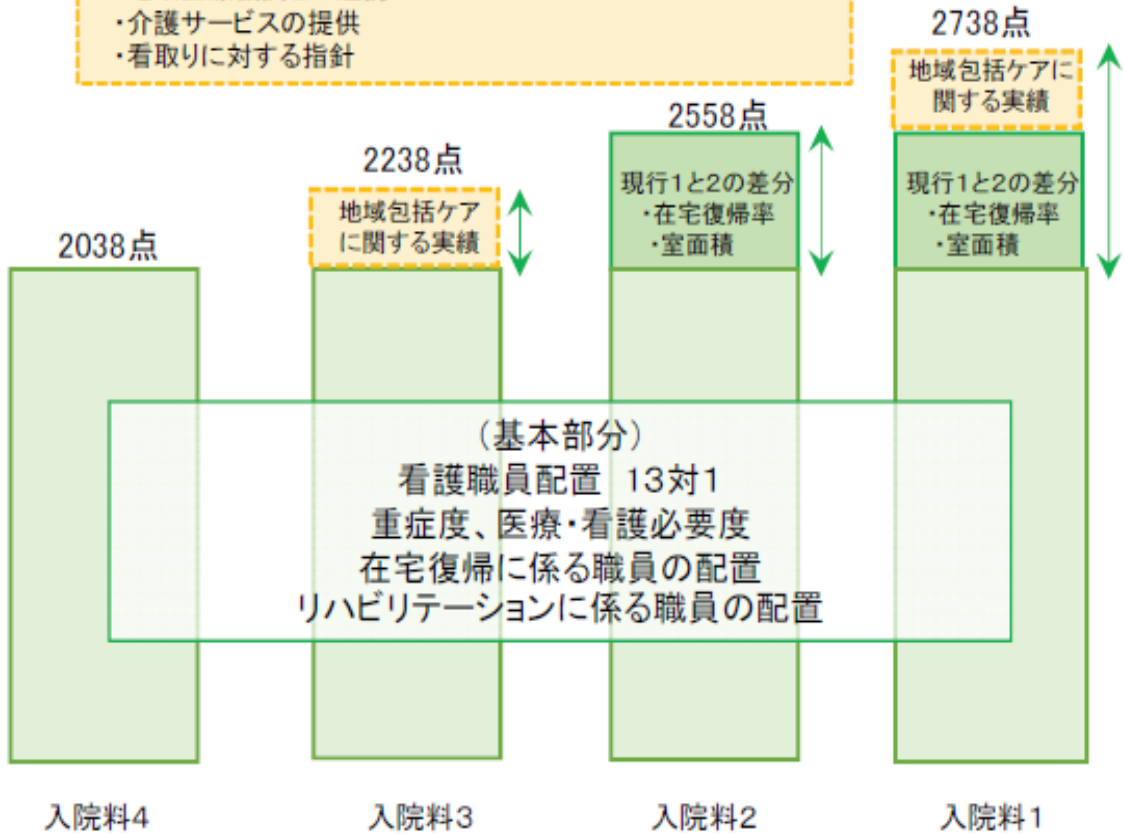 ・介護サービスの提供
・看取りに対する指針
2738点
地域包括ケアに
関する実績
2558点
現行1と2の差分
・在宅復帰率
・室面積
現行1と2の差分
・在宅復帰率
・室面積
2238点
地域包括ケア
に関する実績
2038点
（基本部分）
看護職員配置 13対1
重症度、医療・看護必要度
在宅復帰に係る職員の配置
リハビリテーションに係る職員の配置
入院料4
入院料3
入院料2
入院料1